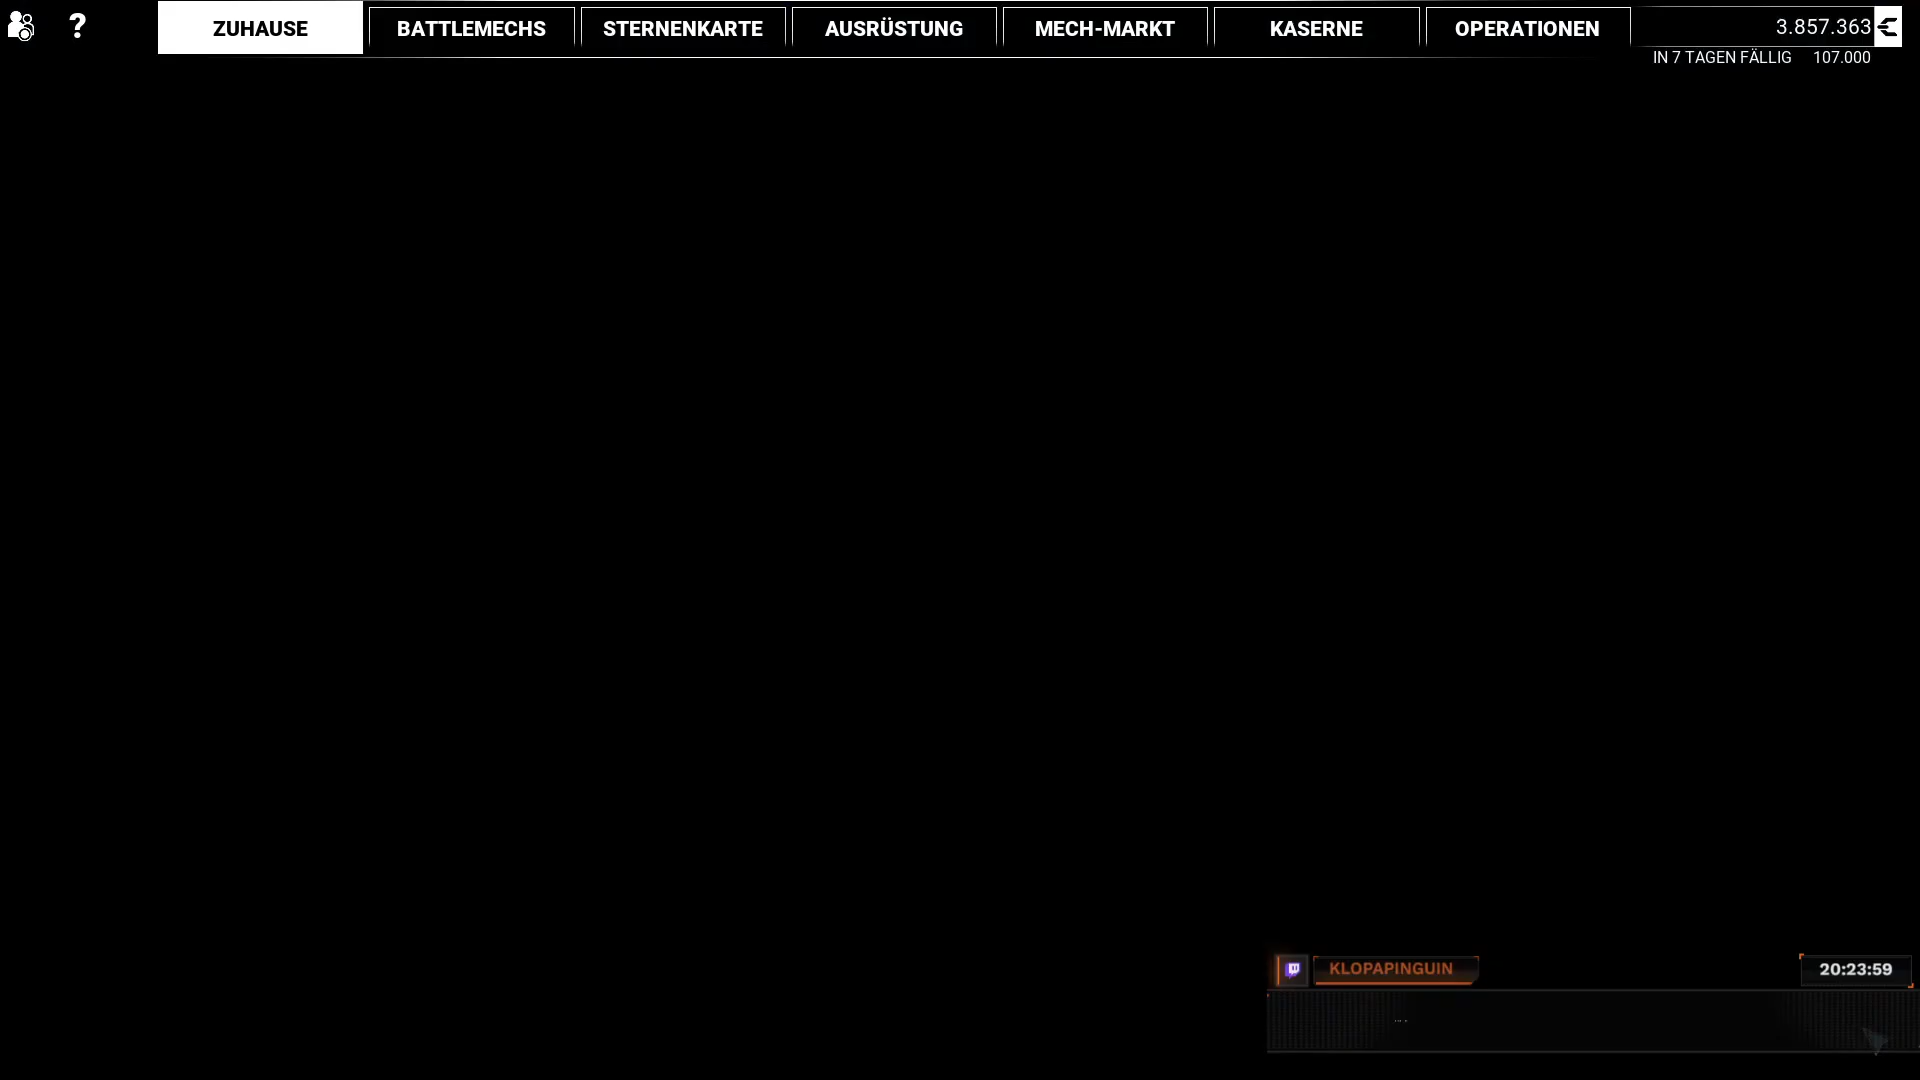 ?
ZUHAUSE
BATTLEMECHS
STERNENKARTE
AUSRÜSTUNG
MECH-MARKT
KASERNE
OPERATIONEN
3.857.363
IN 7 TAGEN FÄLLIG 107.000
KLOPAPINGUIN
20:23:59